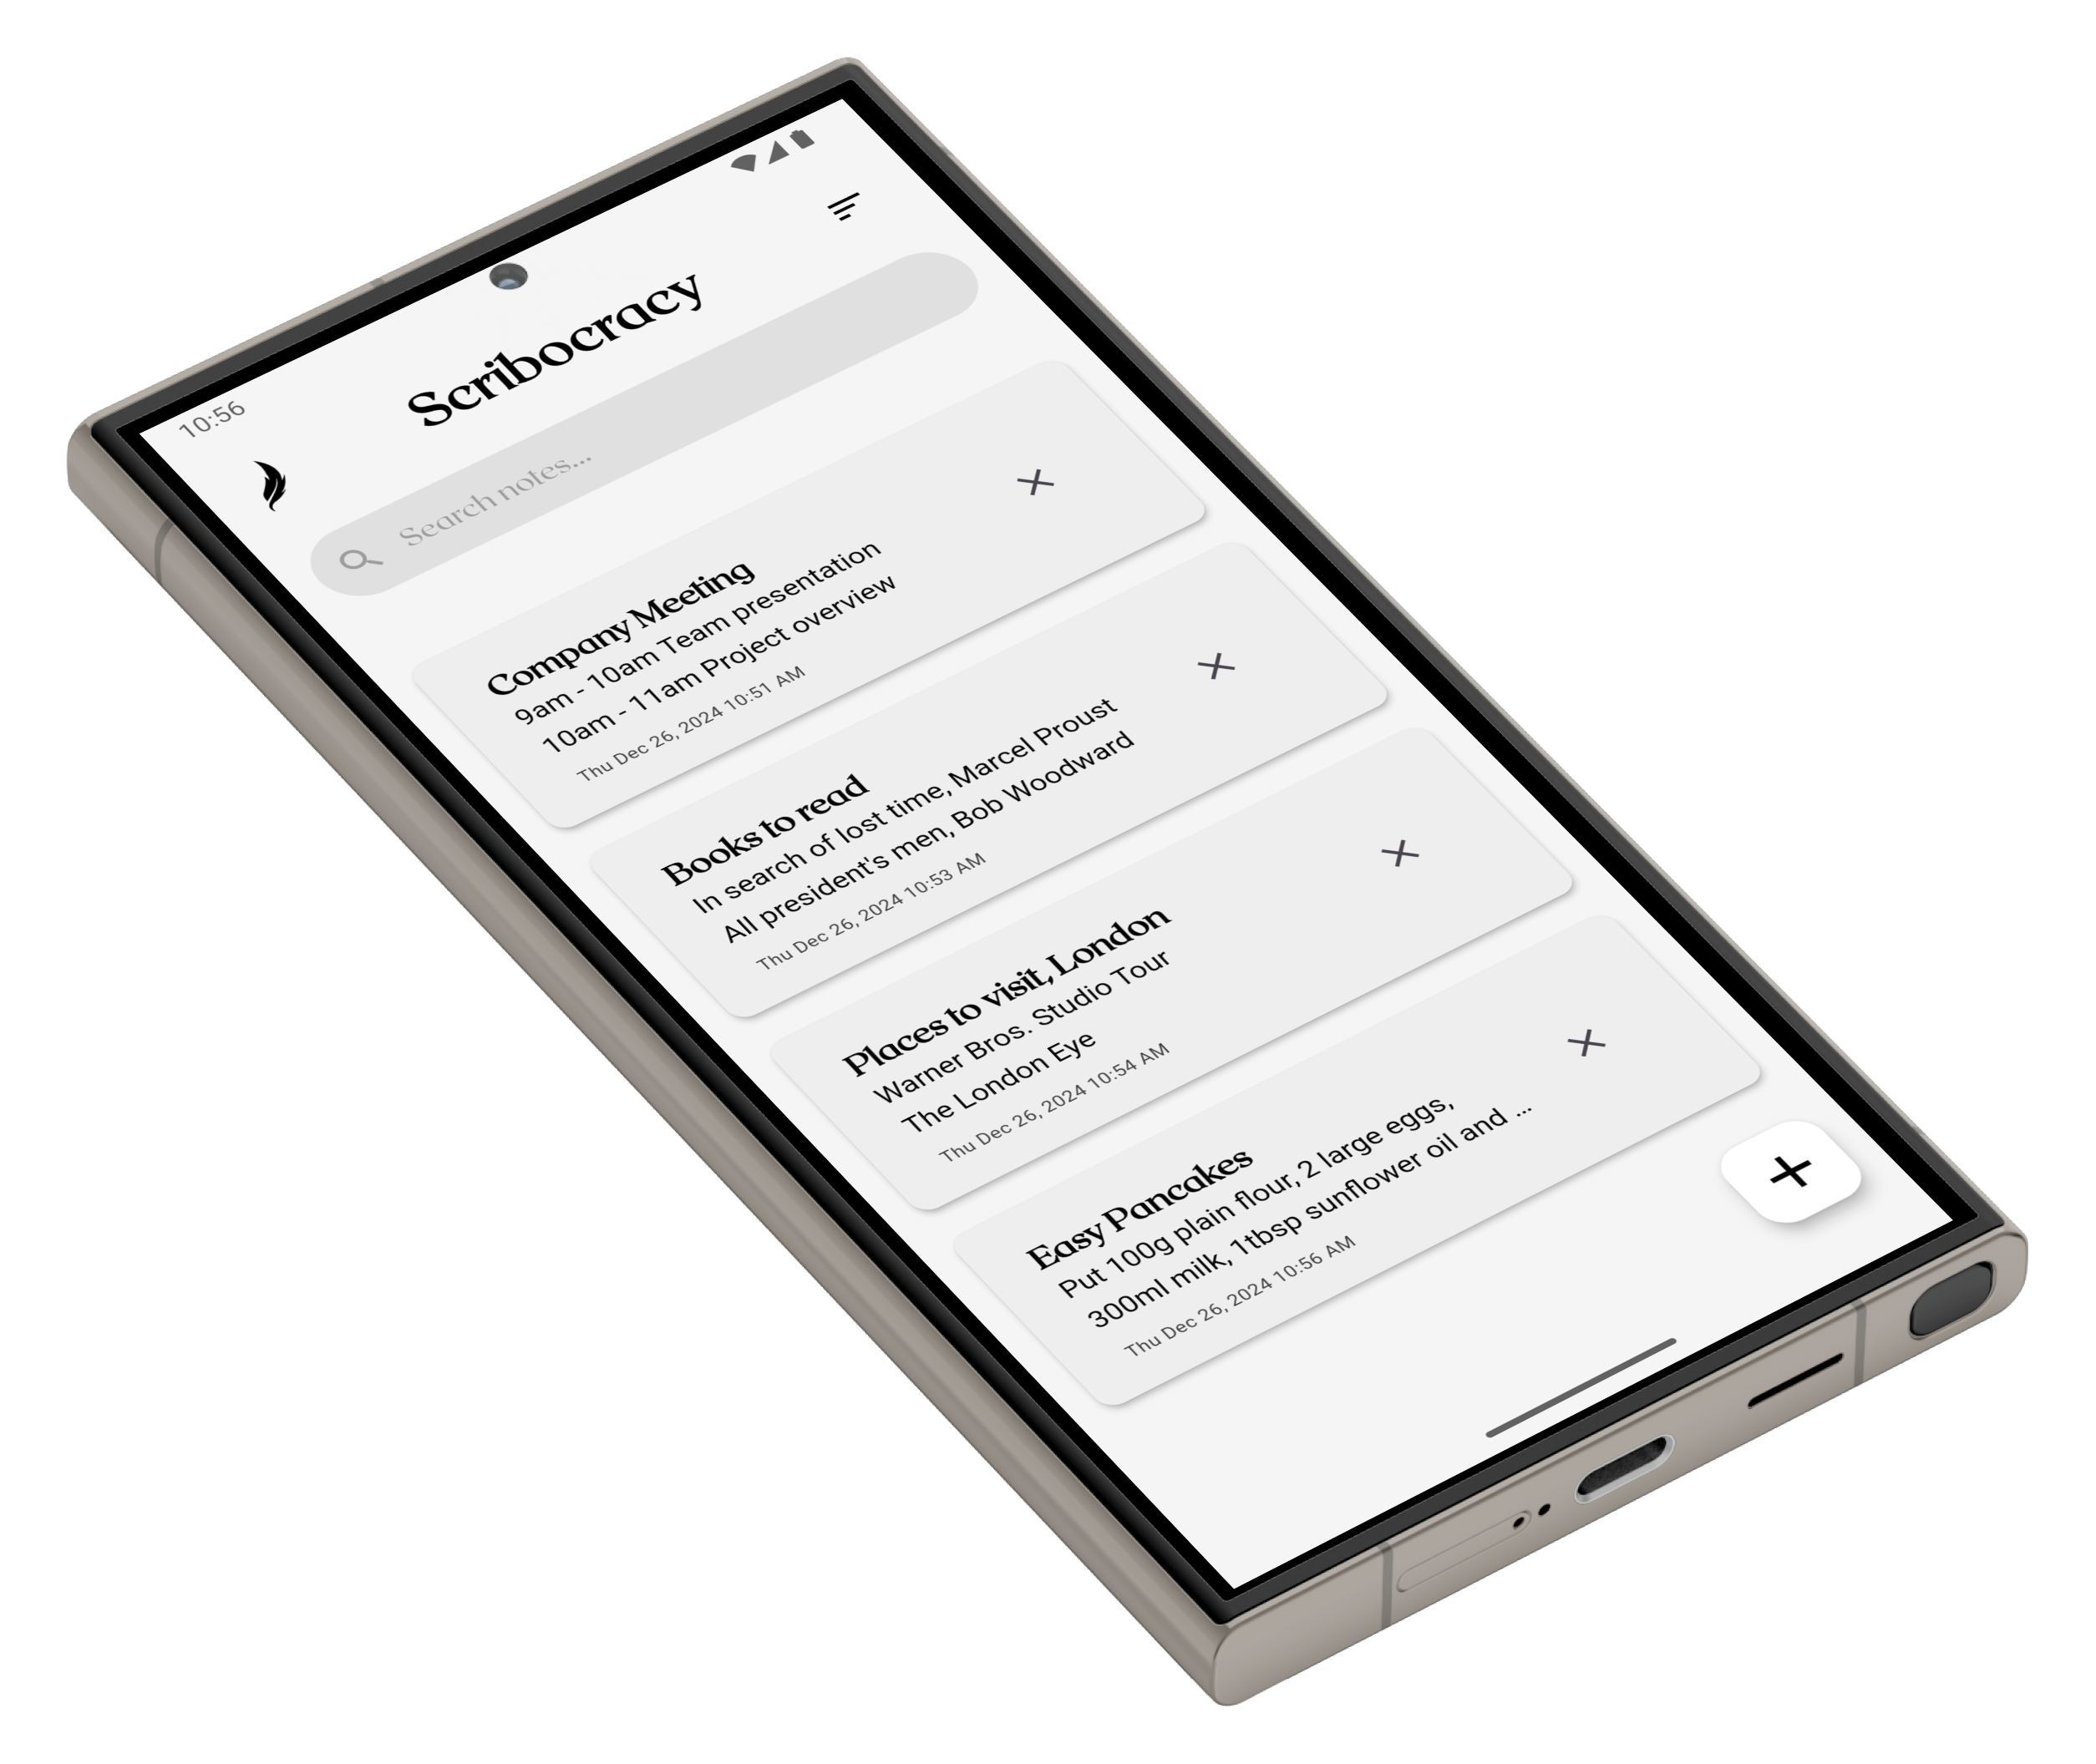 10:56
Scribocracy
Search notes...
Company Meeting
9am - 10am Team presentation
10am - 11am Project overview
Thu Dec 26, 2024 10:51 AM
Books to read
In search of lost time, Marcel Proust
All president's men, Bob Woodward
Thu Dec 26, 2024 10:53 AM
Places to visit, London
Warner Bros. Studio Tour
The London Eye
Thu Dec 26, 2024 10:54 AM
Easy Pancakes
Put 100g plain flour, 2 large eggs,
300ml milk, 1tbsp sunflower oil and ...
Thu Dec 26, 2024 10:56 AM